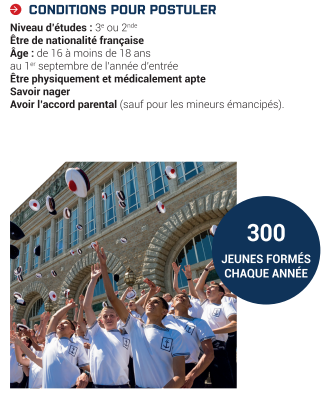 CONDITIONS POUR POSTULER
Niveau d'études : 3e ou 2nde
Être de nationalité française
Âge : de 16 à moins de 18 ans
au 1er septembre de l'année d'entrée
Être physiquement et médicalement apte
Savoir nager
Avoir l'accord parental (sauf pour les mineurs émancipés).
300
JEUNES FORMÉS
CHAQUE ANNÉE